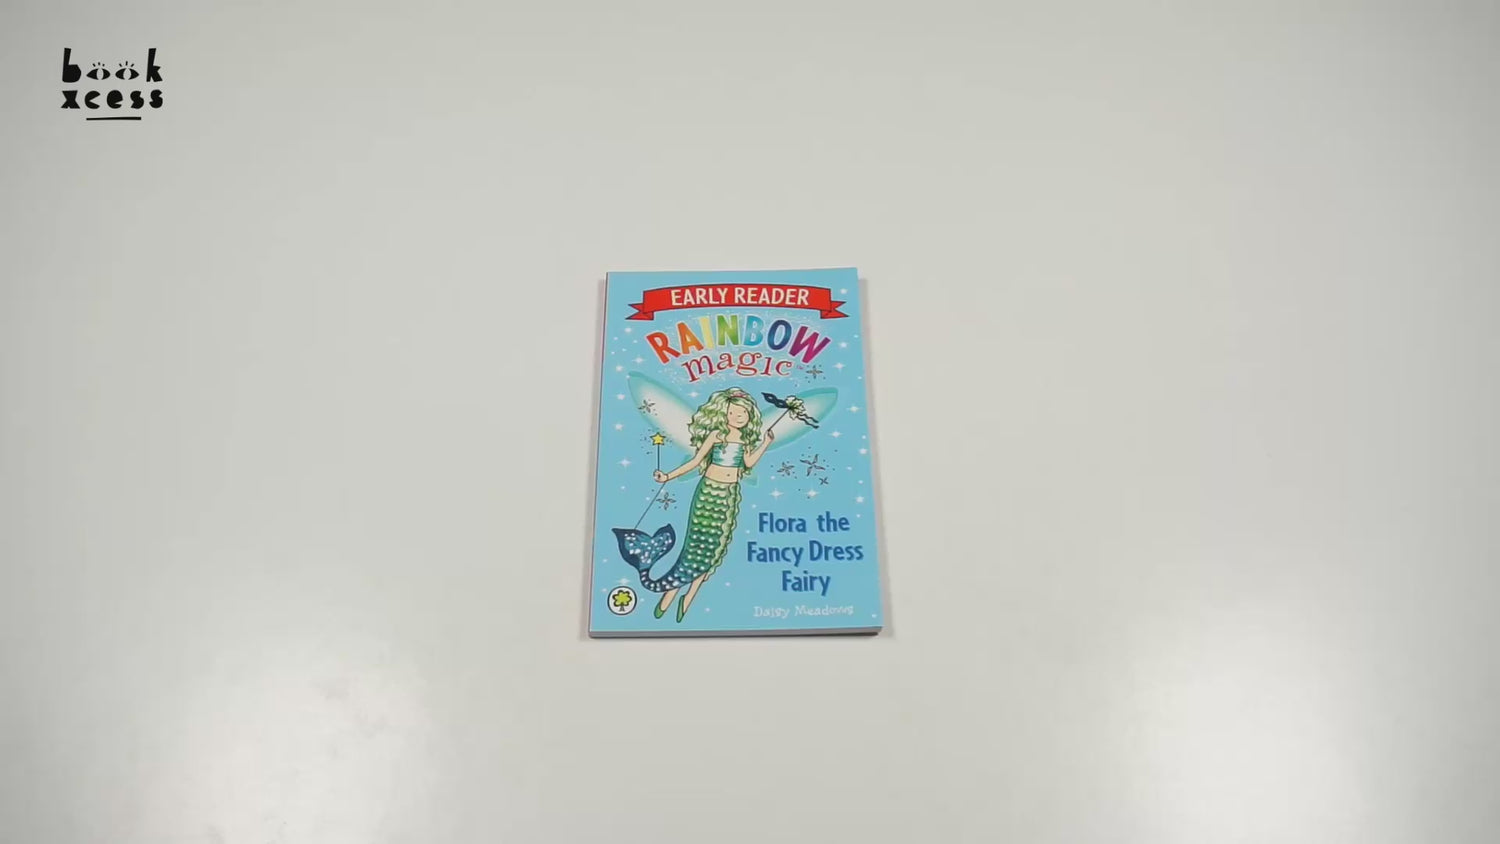 book
xcess
EARLY READER
RAINBOW
magic
Flora the
Fancy Dress
Fairy
Daisy Meadows